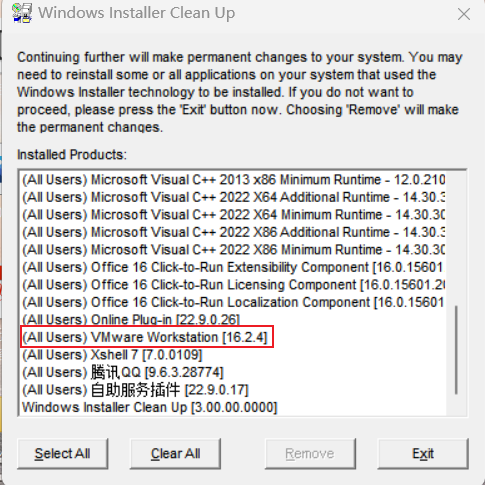 Windows Installer Clean Up
Continuing further will make permanent changes to your system. You may
need to reinstall some or all applications on your system that used the
Windows Installer technology to be installed. If you do not want to
proceed, please press the 'Exit' button now. Choosing 'Remove' will make
the permanent changes.
Installed Products:
(All Users) Microsoft Visual C++ 2013 x86 Minimum Runtime - 12.0.210
(All Users) Microsoft Visual C++ 2022 X64 Additional Runtime - 14.30.30
(All Users) Microsoft Visual C++ 2022 X64 Minimum Runtime - 14.30.30
(All Users) Microsoft Visual C++ 2022 X86 Additional Runtime - 14.30.30
(All Users) Microsoft Visual C++ 2022 X86 Minimum Runtime - 14.30.30
(All Users) Office 16 Click-to-Run Extensibility Component [16.0.15601
(All Users) Office 16 Click-to-Run Licensing Component [16.0.15601.2
(All Users) Office 16 Click-to-Run Localization Component [16.0.15601
(All Users) Online Plug-in [22.9.0.26]
(All Users) VMware Workstation [16.2.4]
(All Users) Xshell 7 [7.0.0109]
(All Users) 腾讯QQ [9.6.3.28774]
(All Users) 自助服务插件 [22.9.0.17]
Windows Installer Clean Up [3.00.00.0000]
Select All
Clear All
Remove
Exit